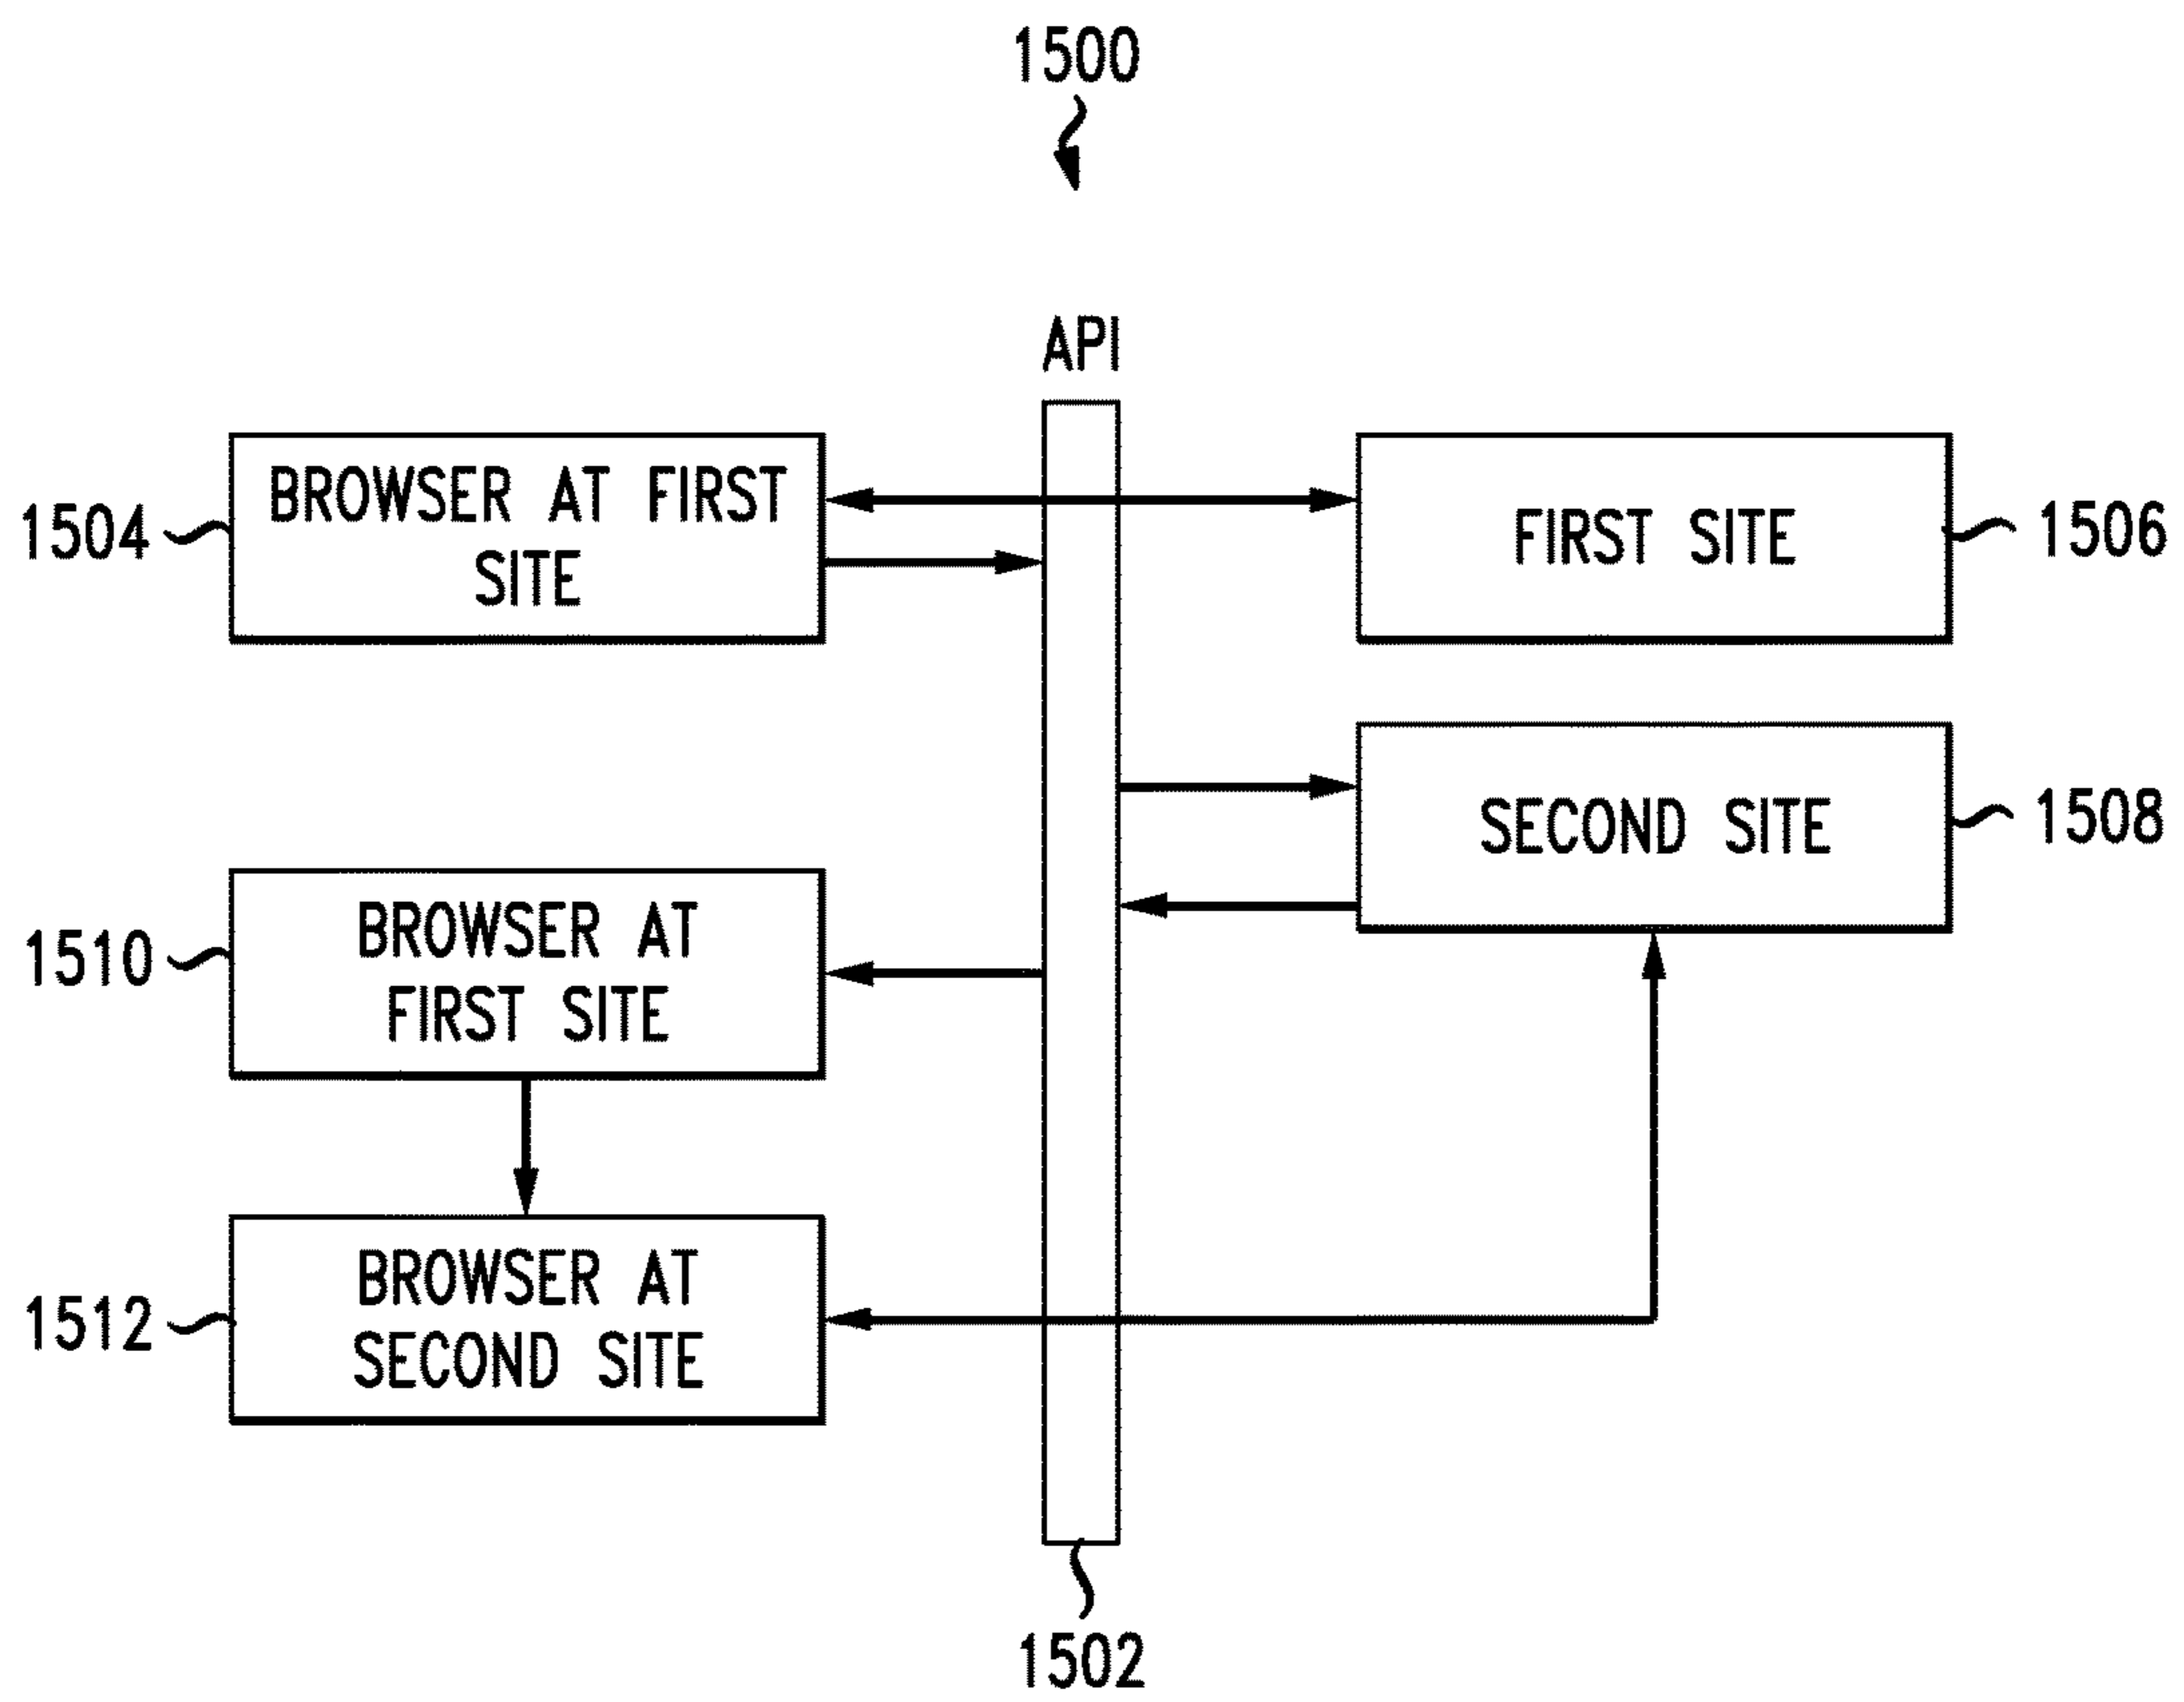 1500
API
1504
BROWSER AT FIRST
SITE
FIRST SITE
1506
SECOND SITE
1508
1510
BROWSER AT
FIRST SITE
1512
BROWSER AT
SECOND SITE
1502